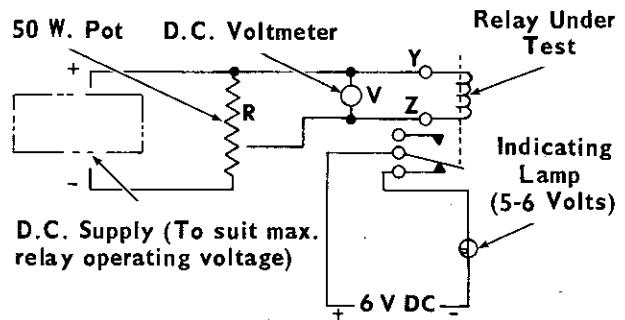 50 W. Pot
D.C. Voltmeter
Relay Under
Test
+
Y
R
V
Z
Indicating
Lamp
(5-6 Volts)
-
D.C. Supply (To suit max.
relay operating voltage)
+ 6 V DC -